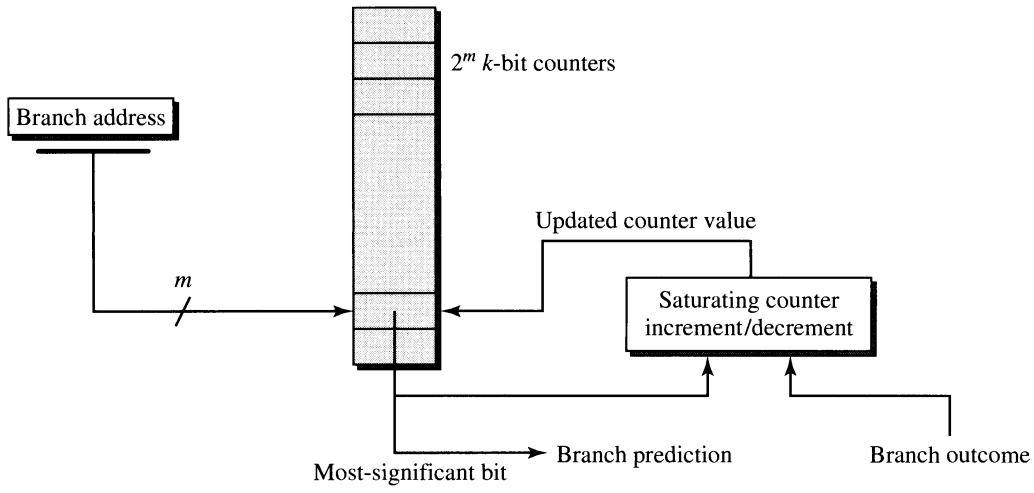 2^m k-bit counters
Branch address
Updated counter value
m
Saturating counter
increment/decrement
Branch prediction
Branch outcome
Most-significant bit